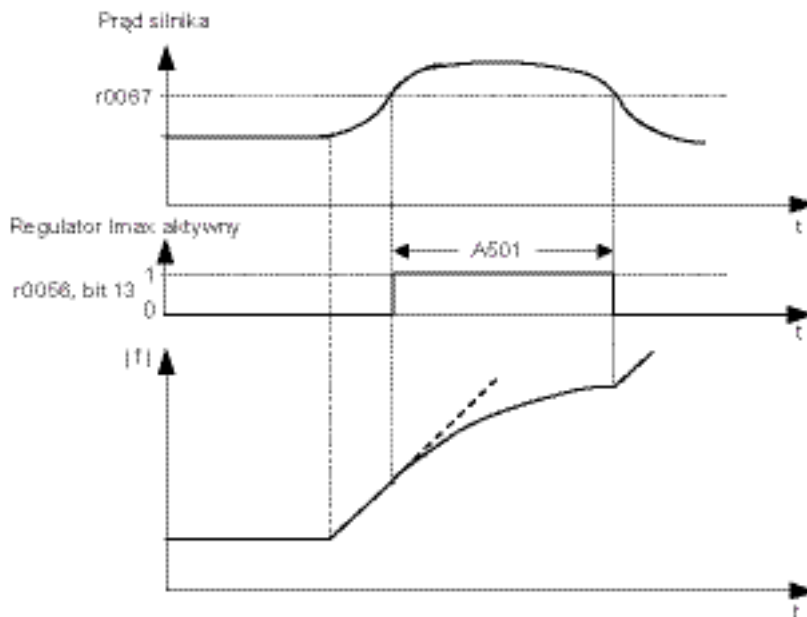 Prąd silnika
r0067
t
Regulator Imax aktywny
A501
1
r0056, bit 13
0
t
|f|
t